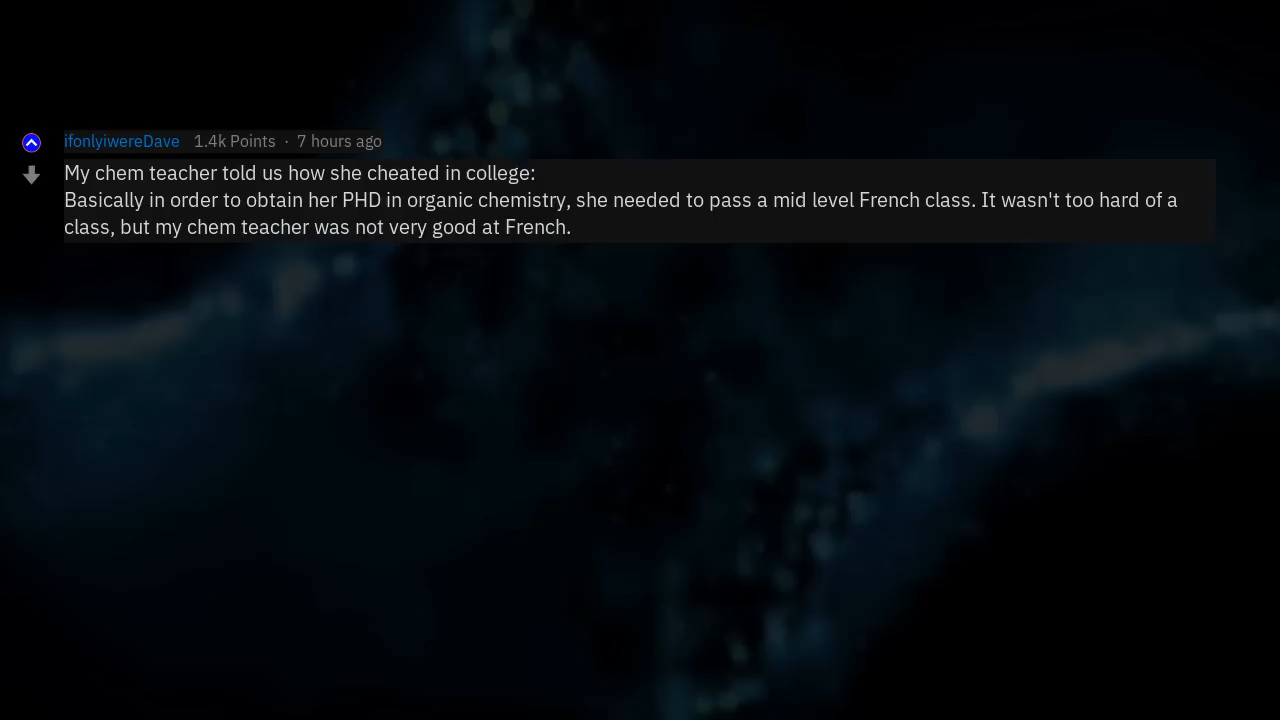 ifonlyiwereDave 1.4k Points · 7 hours ago
My chem teacher told us how she cheated in college:
Basically in order to obtain her PHD in organic chemistry, she needed to pass a mid level French class. It wasn't too hard of a
class, but my chem teacher was not very good at French.